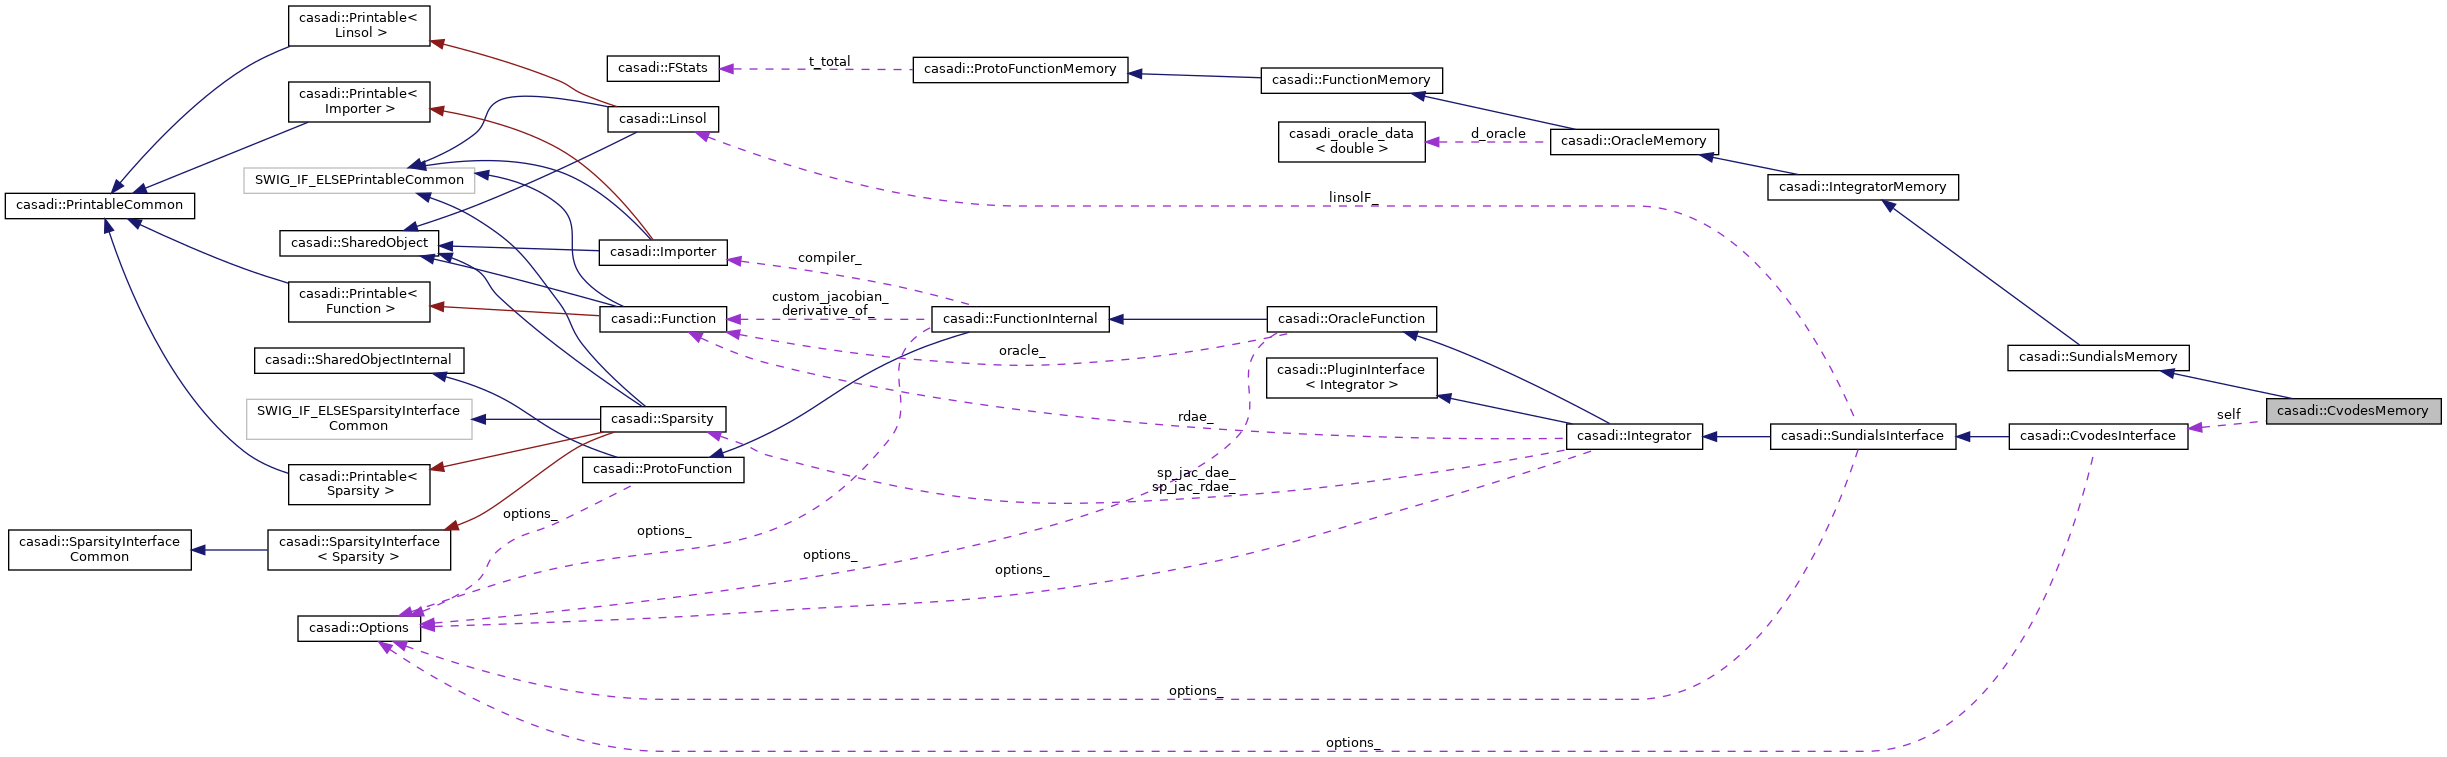 casadi::Printable<
Linsol >
casadi::FStats
t_total
casadi::ProtoFunctionMemory
casadi::FunctionMemory
casadi::Printable<
Importer >
casadi::Linsol
casadi_oracle_data
< double >
d_oracle
casadi::OracleMemory
SWIG_IF_ELSEPrintableCommon
casadi::IntegratorMemory
casadi::PrintableCommon
linsolF_
casadi::SharedObject
casadi::Importer
compiler_
casadi::Printable<
Function >
casadi::Function
custom_jacobian_
derivative_of_
casadi::FunctionInternal
casadi::OracleFunction
oracle_
casadi::SharedObjectInternal
casadi::PluginInterface
< Integrator >
casadi::SundialsMemory
SWIG_IF_ELSESparsityInterface
Common
casadi::Sparsity
rdae_
casadi::Integrator
casadi::SundialsInterface
casadi::CvodesInterface
self
casadi::CvodesMemory
casadi::Printable<
Sparsity >
casadi::ProtoFunction
sp_jac_dae_
sp_jac_rdae_
options_
options_
casadi::SparsityInterface
Common
casadi::SparsityInterface
< Sparsity >
options_
options_
casadi::Options
options_
options_